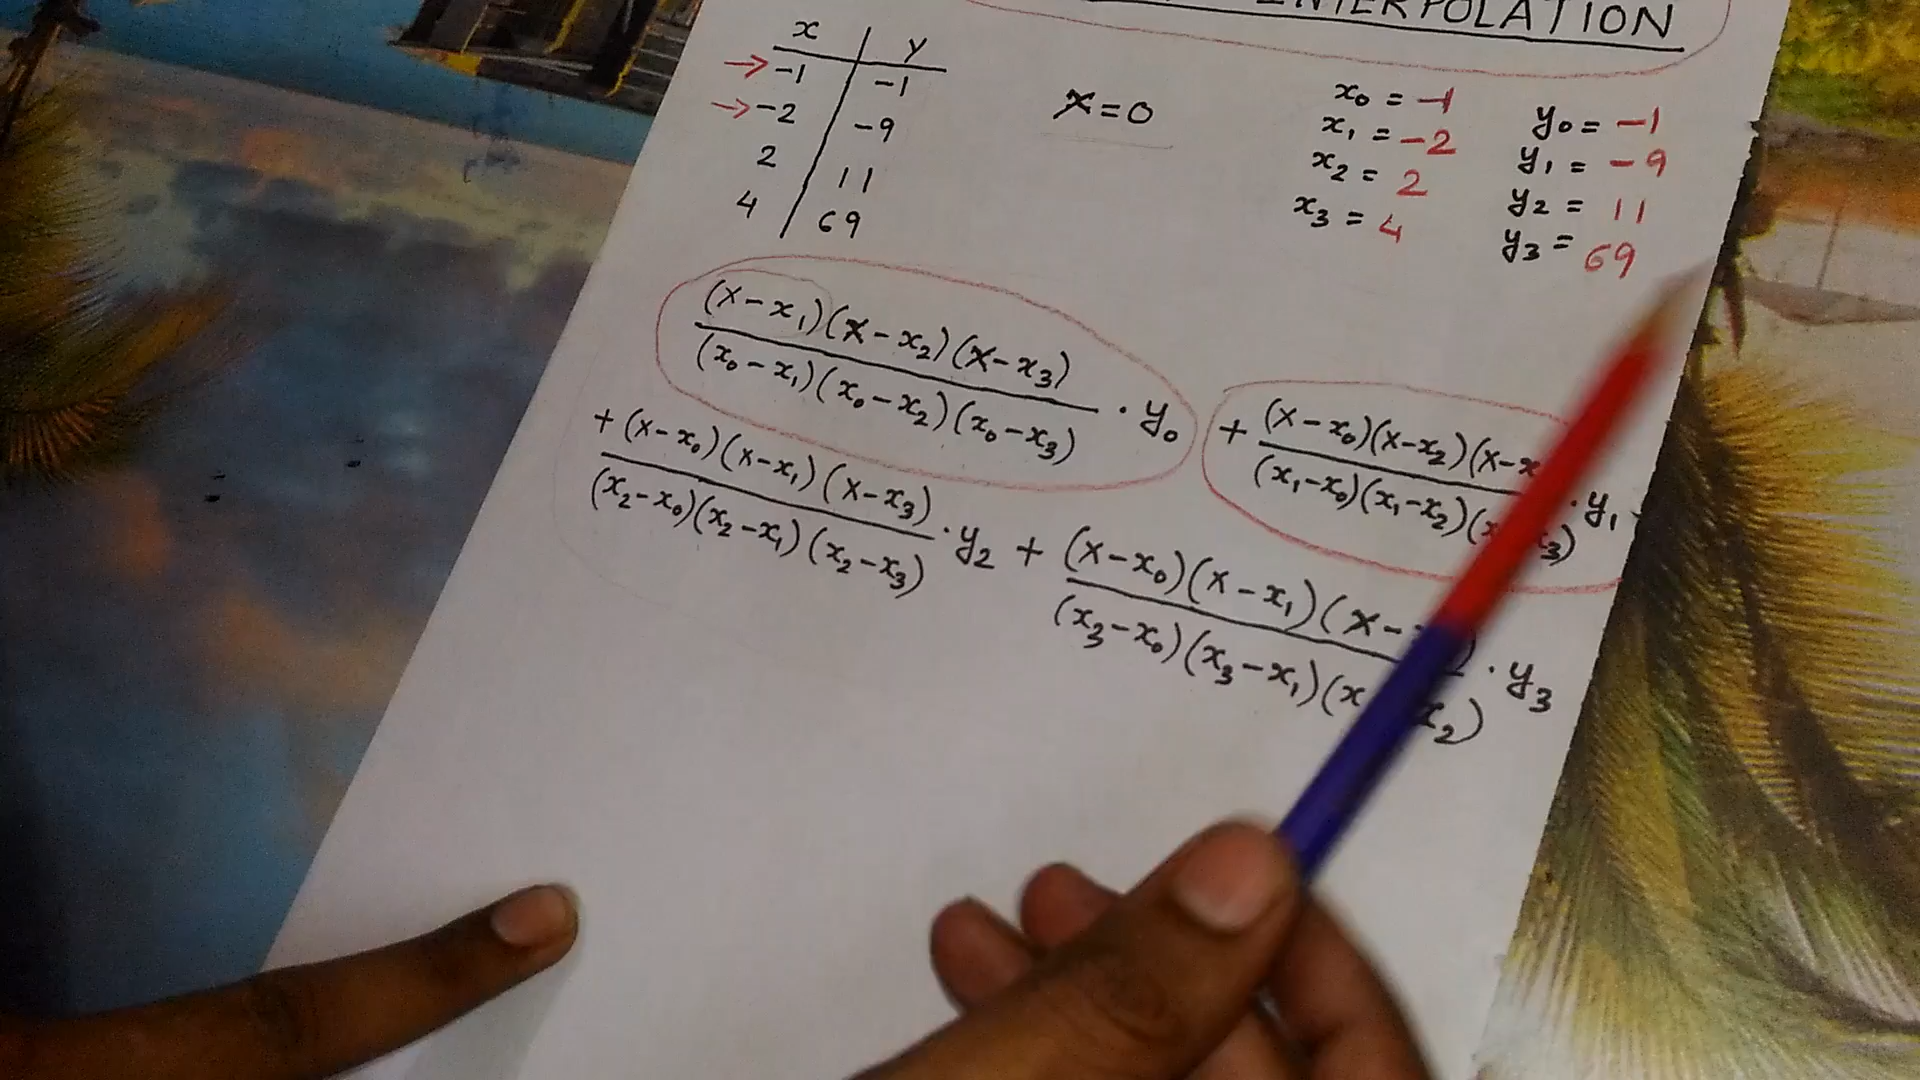 INTERPOLATION
x y
-1 -1
-2 -9
2 11
4 69
x=0
x₀ = -1
x₁ = -2
x₂ = 2
x₃ = 4
y₀ = -1
y₁ = -9
y₂ = 11
y₃ = 69
(x-x₁)(x-x₂)(x-x₃)
(x₀-x₁)(x₀-x₂)(x₀-x₃) · y₀
+ (x-x₀)(x-x₂)(x-x
(x₁-x₀)(x₁-x₂)(x ₃) · y₁
+ (x-x₀)(x-x₁)(x-x₃)
(x₂-x₀)(x₂-x₁)(x₂-x₃) · y₂
+ (x-x₀)(x-x₁)(x-
(x₃-x₀)(x₃-x₁)(x x₂) · y₃